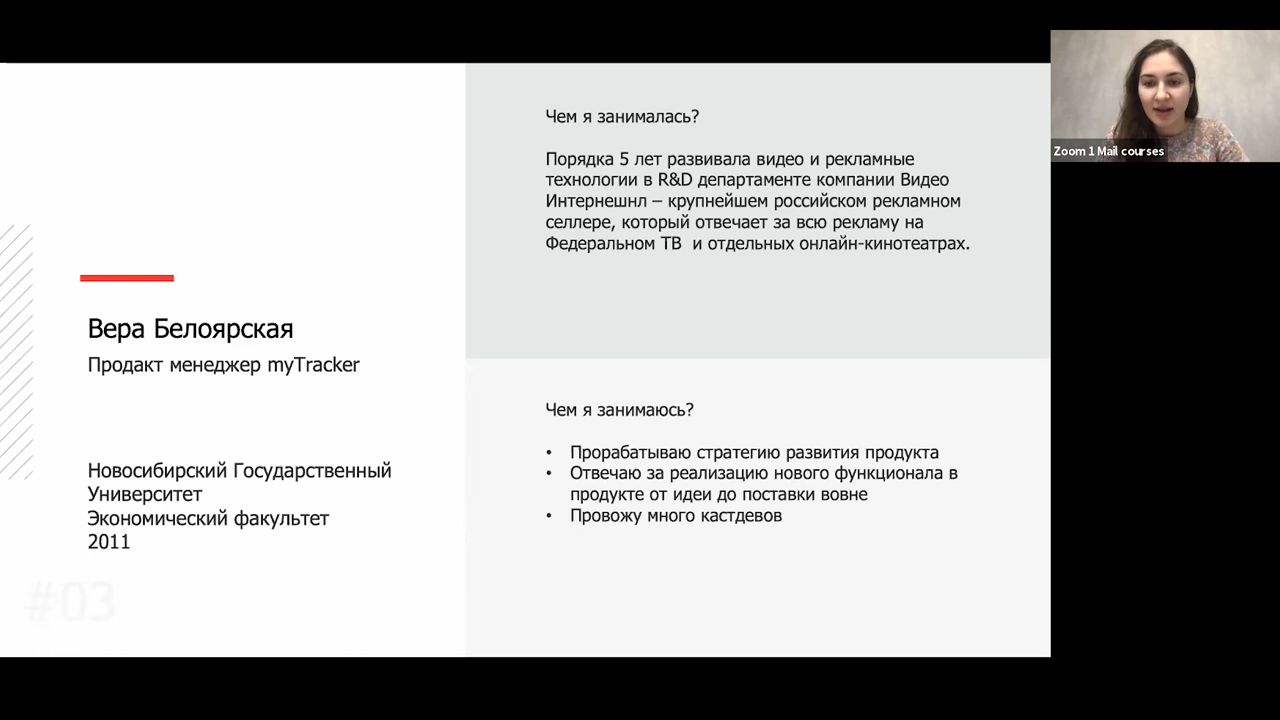 Чем я занималась?
Порядка 5 лет развивала видео и рекламные
технологии в R&D департаменте компании Видео
Интернешнл – крупнейшем российском рекламном
селлере, который отвечает за всю рекламу на
Федеральном ТВ  и отдельных онлайн-кинотеатрах.
Zoom 1 Mail courses
Вера Белоярская
Продакт менеджер myTracker
Новосибирский Государственный
Университет
Экономический факультет
2011
#03
Чем я занимаюсь?
• Прорабатываю стратегию развития продукта
• Отвечаю за реализацию нового функционала в
продукте от идеи до поставки вовне
• Провожу много кастдевов